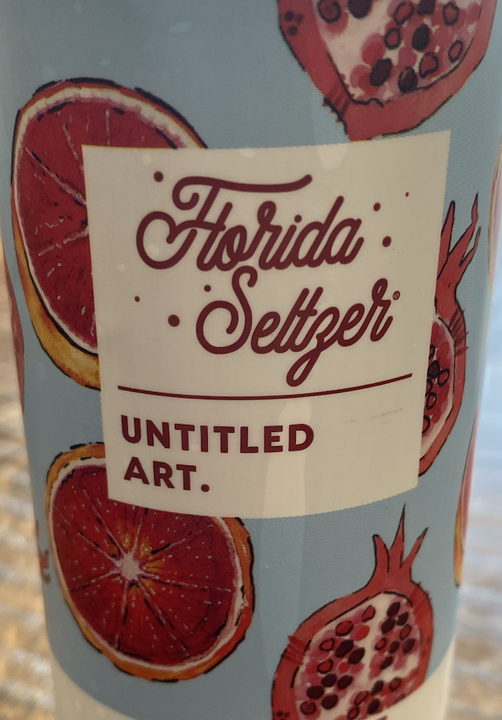 Florida
Seltzer®
UNTITLED
ART.